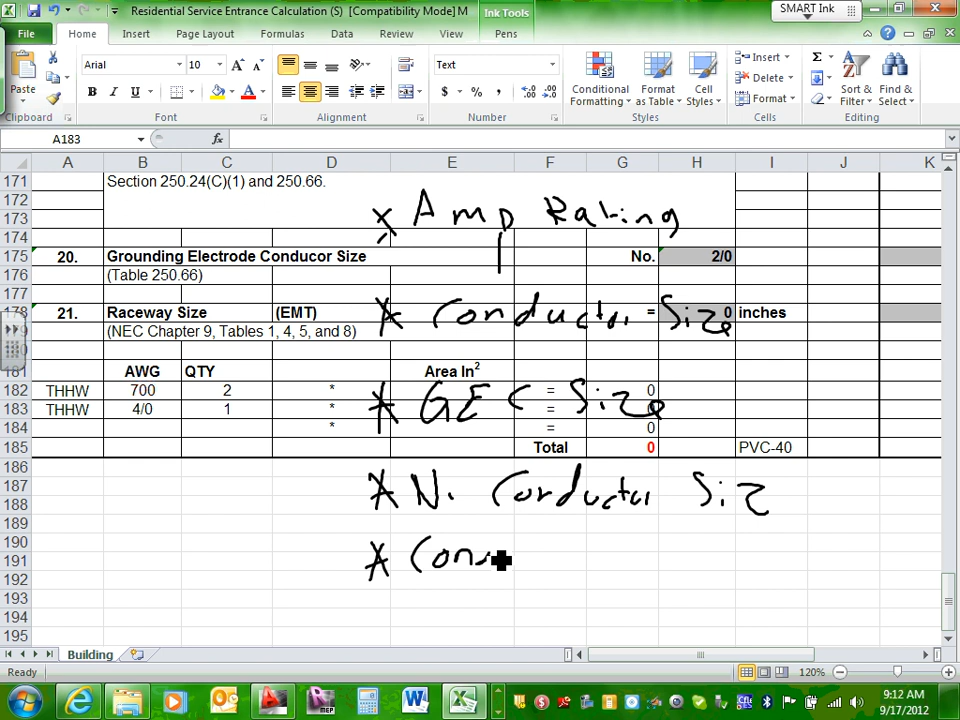 Residential Service Entrance Calculation (S) [Compatibility Mode] M
Ink Tools
SMART Ink
File Home Insert Page Layout Formulas Data Review View Pens
Paste
Arial 10
B I U
Text
$ % ,
Conditional Formatting
Format as Table
Cell Styles
Insert
Delete
Format
Sort & Filter
Find & Select
Clipboard Font Alignment Number Styles Cells Editing
A183 fx
A B C D E F G H I J K
171 Section 250.24(C)(1) and 250.66.
172
173 * Amp Rating
174
175 20. Grounding Electrode Conducor Size No. 2/0
176 (Table 250.66)
177
178 21. Raceway Size (EMT) = 0 inches
* Conductor Size
(NEC Chapter 9, Tables 1, 4, 5, and 8)
AWG QTY Area In²
182 THHW 700 2 * = 0
* GEC Size
183 THHW 4/0 1 * = 0
184 * = 0
185 Total 0 PVC-40
186
187
* N. Conductor Siz
188
189
190
191
* Con
192
193
194
195
Building
Ready 120%
MEP
9:12 AM
9/17/2012